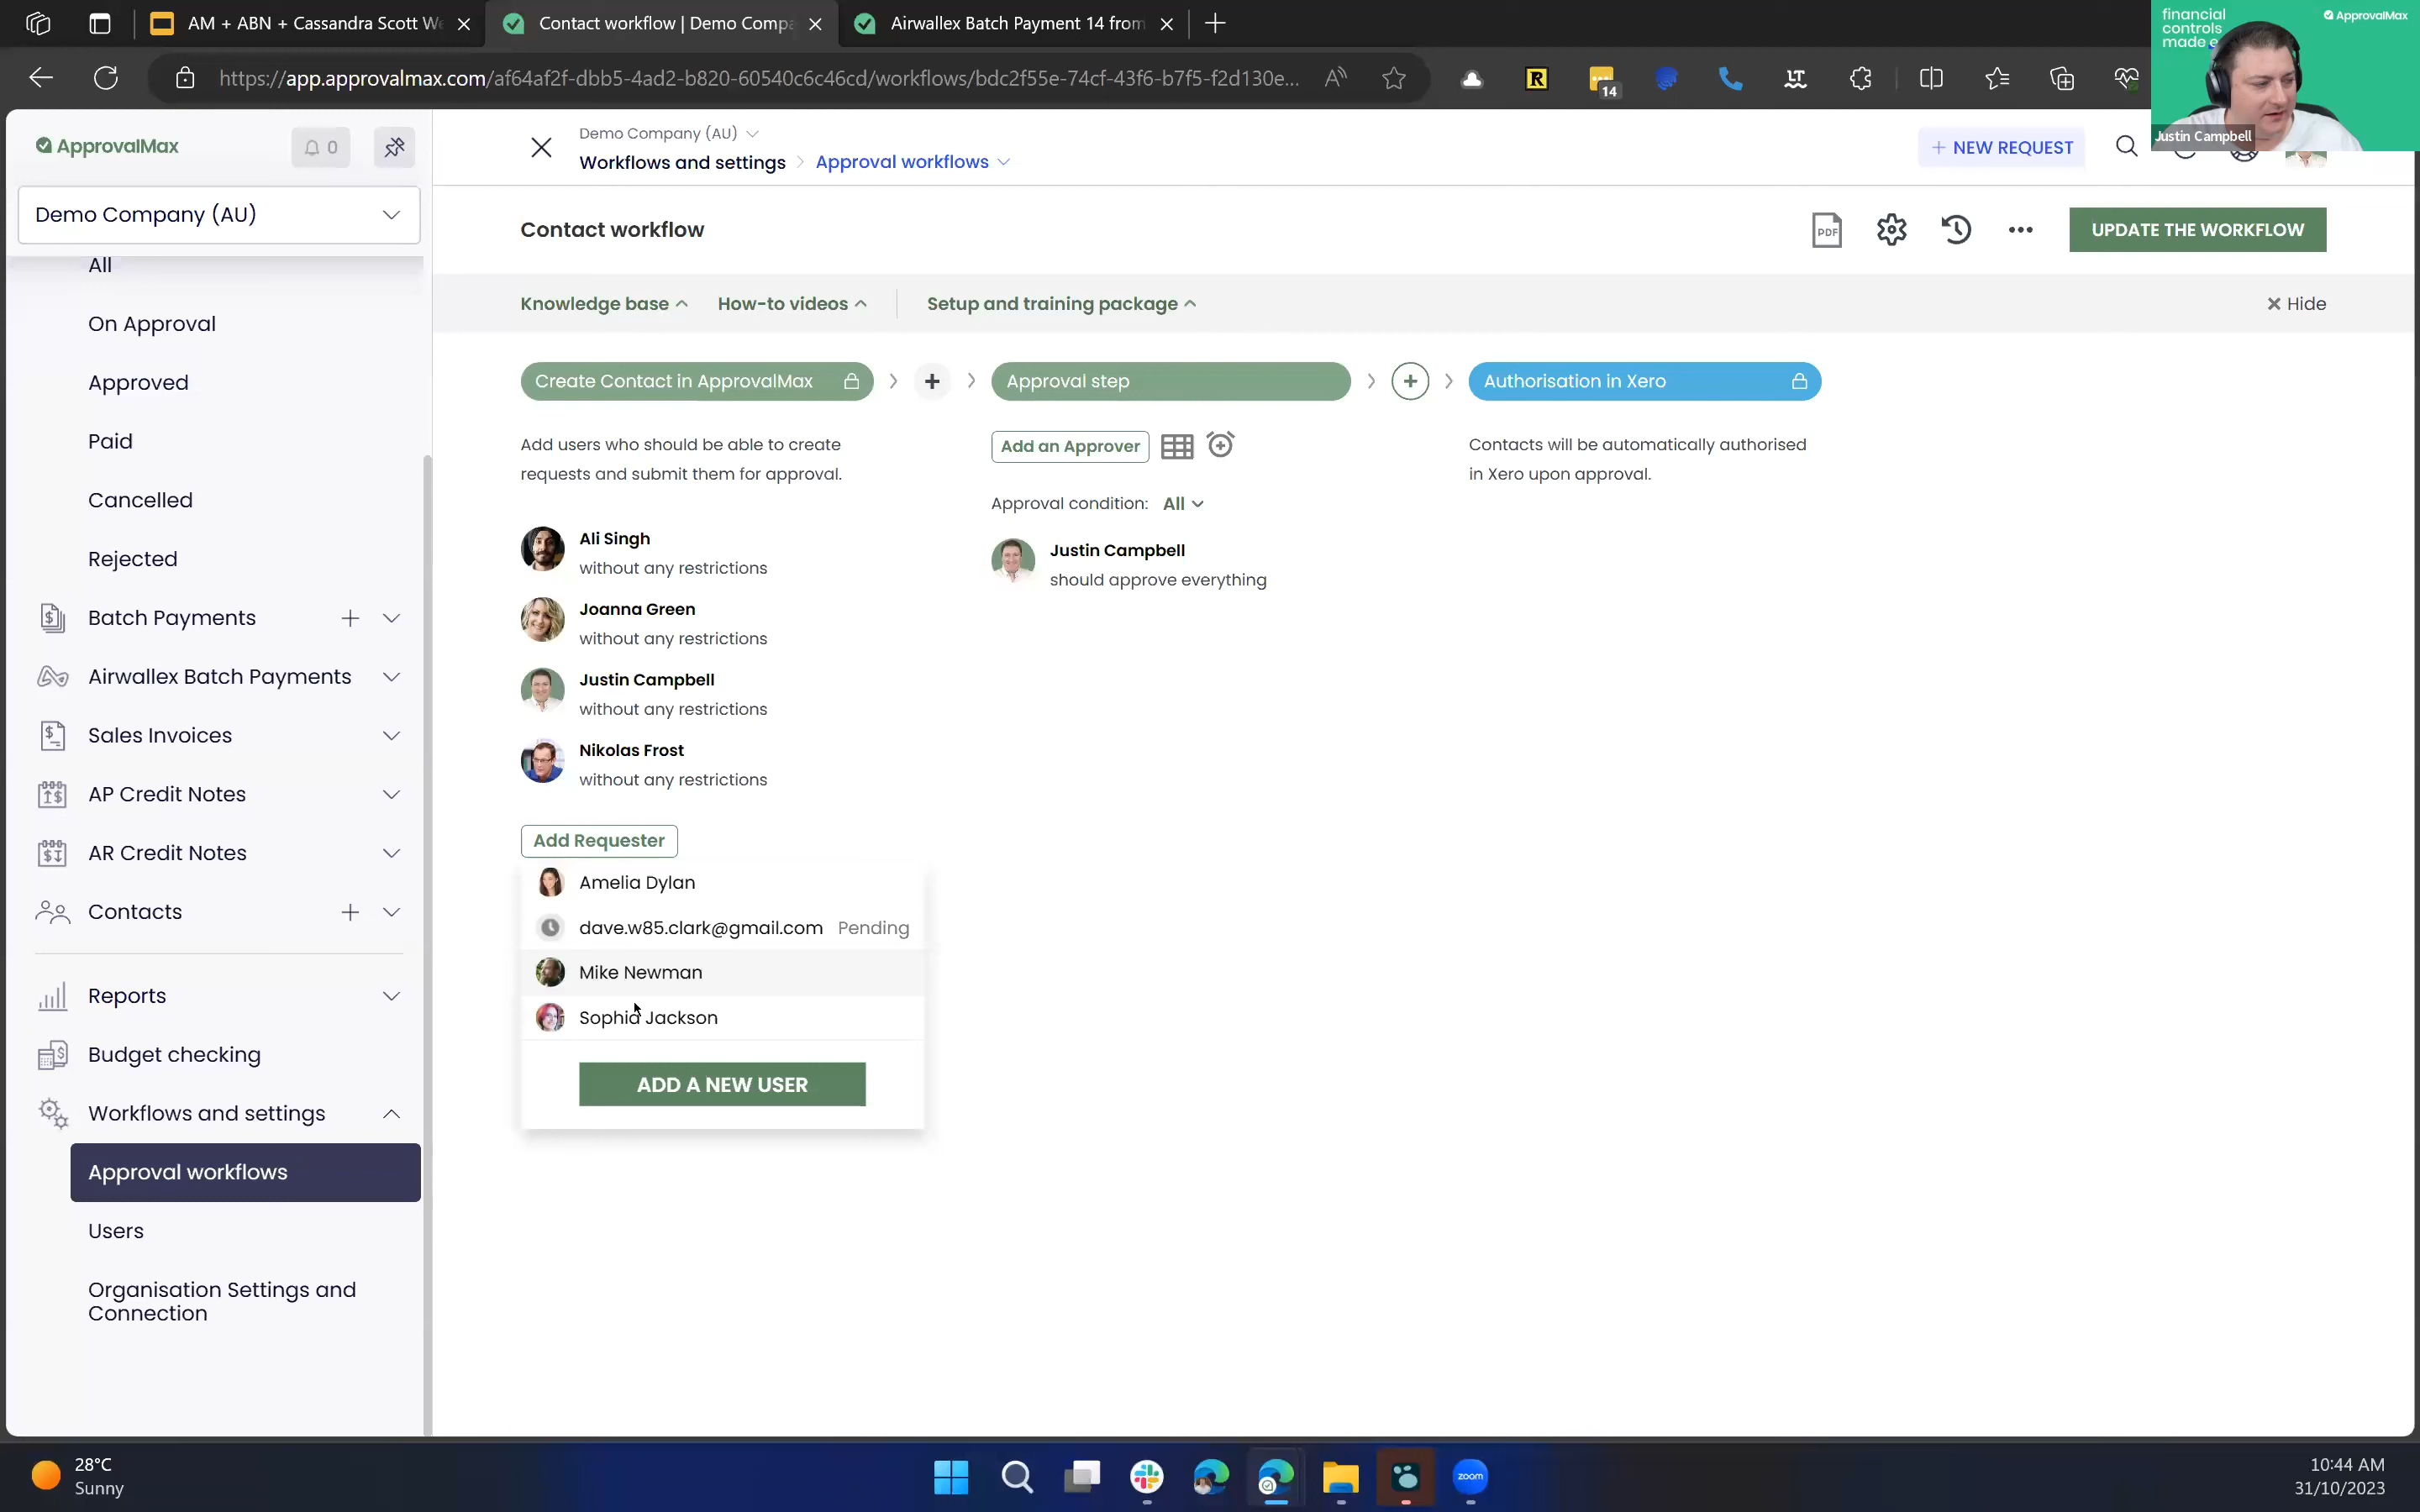 AM + ABN + Cassandra Scott We
Contact workflow | Demo Compa
Airwallex Batch Payment 14 from
https://app.approvalmax.com/af64af2f-dbb5-4ad2-b820-60540c6c46cd/workflows/bdc2f55e-74cf-43f6-b7f5-f2d130e...
14
financial
controls
made e
ApprovalMax
Justin Campbell
ApprovalMax
0
Demo Company (AU)
All
On Approval
Approved
Paid
Cancelled
Rejected
Batch Payments
Airwallex Batch Payments
Sales Invoices
AP Credit Notes
AR Credit Notes
Contacts
Reports
Budget checking
Workflows and settings
Approval workflows
Users
Organisation Settings and
Connection
Demo Company (AU)
Workflows and settings
Approval workflows
+ NEW REQUEST
Contact workflow
PDF
UPDATE THE WORKFLOW
Knowledge base
How-to videos
Setup and training package
Hide
Create Contact in ApprovalMax
Add users who should be able to create
requests and submit them for approval.
Ali Singh
without any restrictions
Joanna Green
without any restrictions
Justin Campbell
without any restrictions
Nikolas Frost
without any restrictions
Add Requester
Amelia Dylan
dave.w85.clark@gmail.com Pending
Mike Newman
Sophia Jackson
ADD A NEW USER
Approval step
Add an Approver
Approval condition: All
Justin Campbell
should approve everything
Authorisation in Xero
Contacts will be automatically authorised
in Xero upon approval.
28°C
Sunny
zoom
10:44 AM
31/10/2023